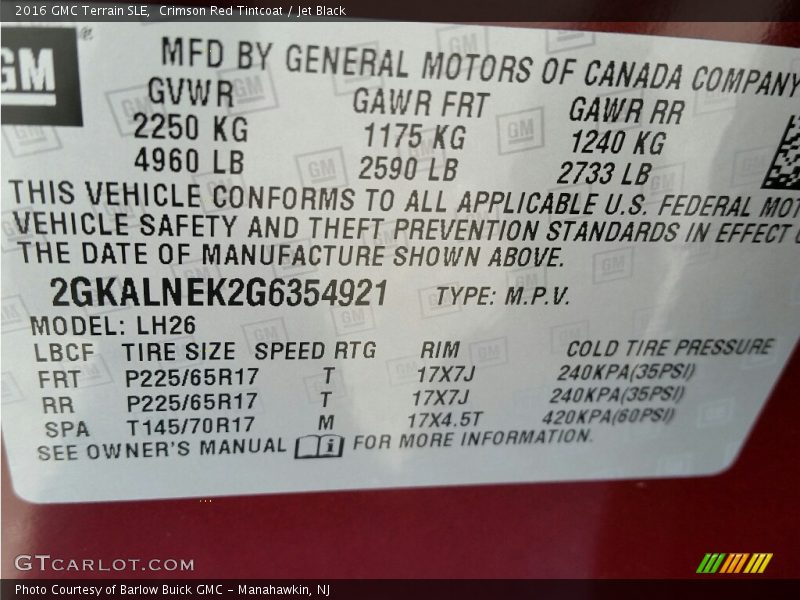 2016 GMC Terrain SLE, Crimson Red Tintcoat / Jet Black
GM
MFD BY GENERAL MOTORS OF CANADA COMPANY
GVWR GAWR FRT GAWR RR
2250 KG 1175 KG 1240 KG
4960 LB 2590 LB 2733 LB
THIS VEHICLE CONFORMS TO ALL APPLICABLE U.S. FEDERAL MOT
VEHICLE SAFETY AND THEFT PREVENTION STANDARDS IN EFFECT O
THE DATE OF MANUFACTURE SHOWN ABOVE.
2GKALNEK2G6354921 TYPE: M.P.V.
MODEL: LH26
LBCF TIRE SIZE SPEED RTG RIM COLD TIRE PRESSURE
FRT P225/65R17 T 17X7J 240KPA(35PSI)
RR P225/65R17 T 17X7J 240KPA(35PSI)
SPA T145/70R17 M 17X4.5T 420KPA(60PSI)
SEE OWNER'S MANUAL i FOR MORE INFORMATION.
GTCARLOT.COM
Photo Courtesy of Barlow Buick GMC - Manahawkin, NJ